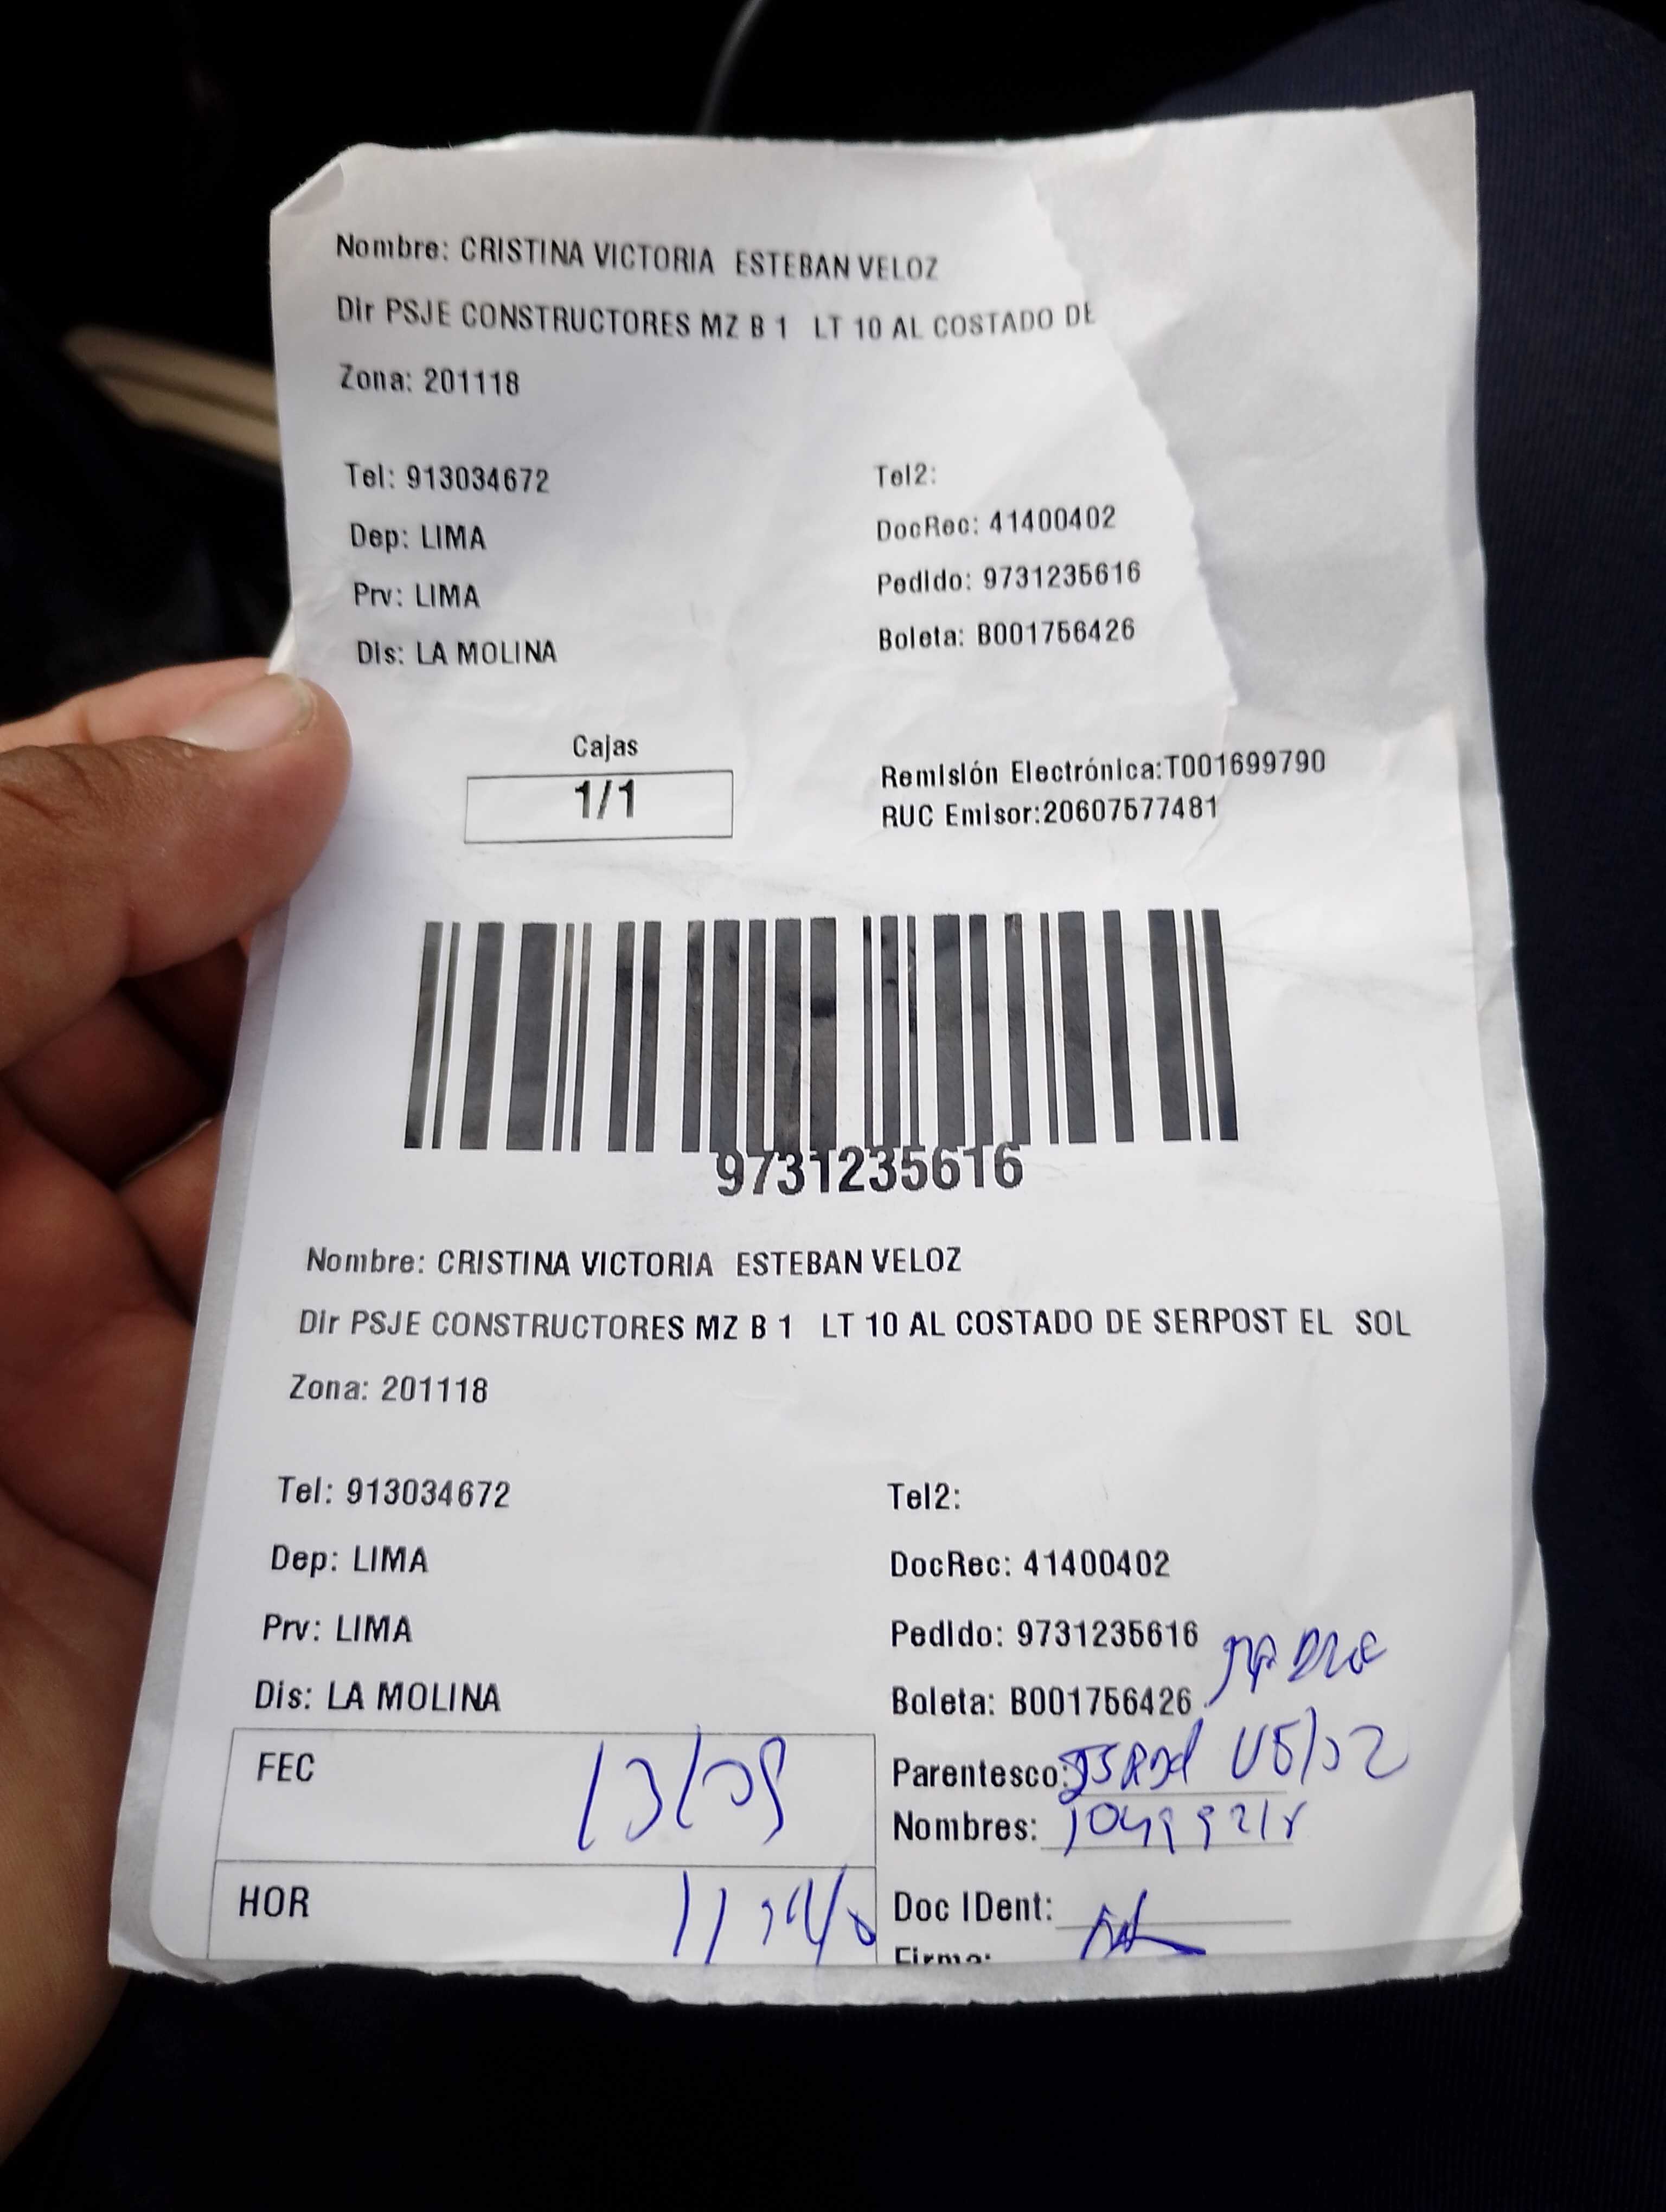 Nombre: CRISTINA VICTORIA ESTEBAN VELOZ
Dir PSJE CONSTRUCTORES MZ B 1 LT 10 AL COSTADO DE
Zona: 201118
Tel: 913034672 Tel2:
Dep: LIMA DocRec: 41400402
Prv: LIMA Pedido: 9731235616
Dis: LA MOLINA Boleta: B001756426
Cajas
1/1
Remisión Electrónica:T001699790
RUC Emisor:20607577481
9731235616
Nombre: CRISTINA VICTORIA ESTEBAN VELOZ
Dir PSJE CONSTRUCTORES MZ B 1 LT 10 AL COSTADO DE SERPOST EL SOL
Zona: 201118
Tel: 913034672 Tel2:
Dep: LIMA DocRec: 41400402
Prv: LIMA Pedido: 9731235616
Dis: LA MOLINA Boleta: B001756426
FEC 13/09
Parentesco:
Nombres:
HOR
Doc IDent:
Firma: